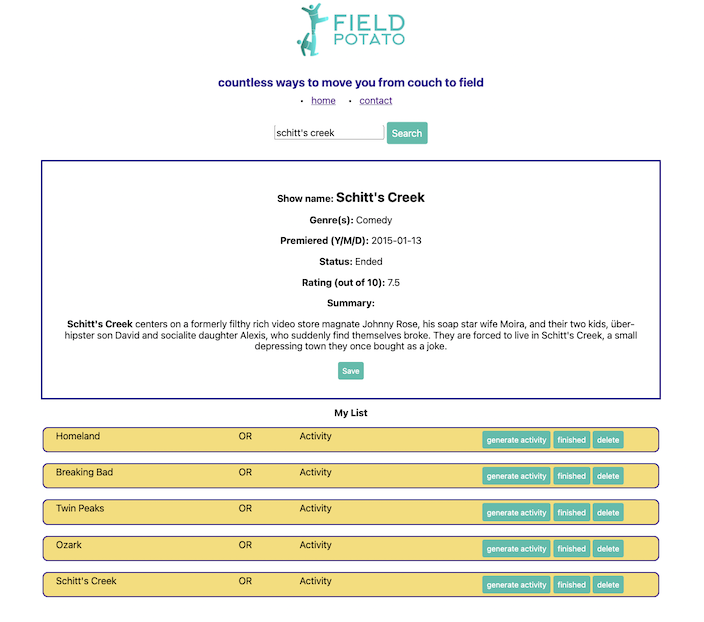 FIELD
POTATO
countless ways to move you from couch to field
• home • contact
schitt's creek Search
Show name: Schitt's Creek
Genre(s): Comedy
Premiered (Y/M/D): 2015-01-13
Status: Ended
Rating (out of 10): 7.5
Summary:
Schitt's Creek centers on a formerly filthy rich video store magnate Johnny Rose, his soap star wife Moira, and their two kids, über-
hipster son David and socialite daughter Alexis, who suddenly find themselves broke. They are forced to live in Schitt's Creek, a small
depressing town they once bought as a joke.
Save
My List
Homeland OR Activity generate activity finished delete
Breaking Bad OR Activity generate activity finished delete
Twin Peaks OR Activity generate activity finished delete
Ozark OR Activity generate activity finished delete
Schitt's Creek OR Activity generate activity finished delete